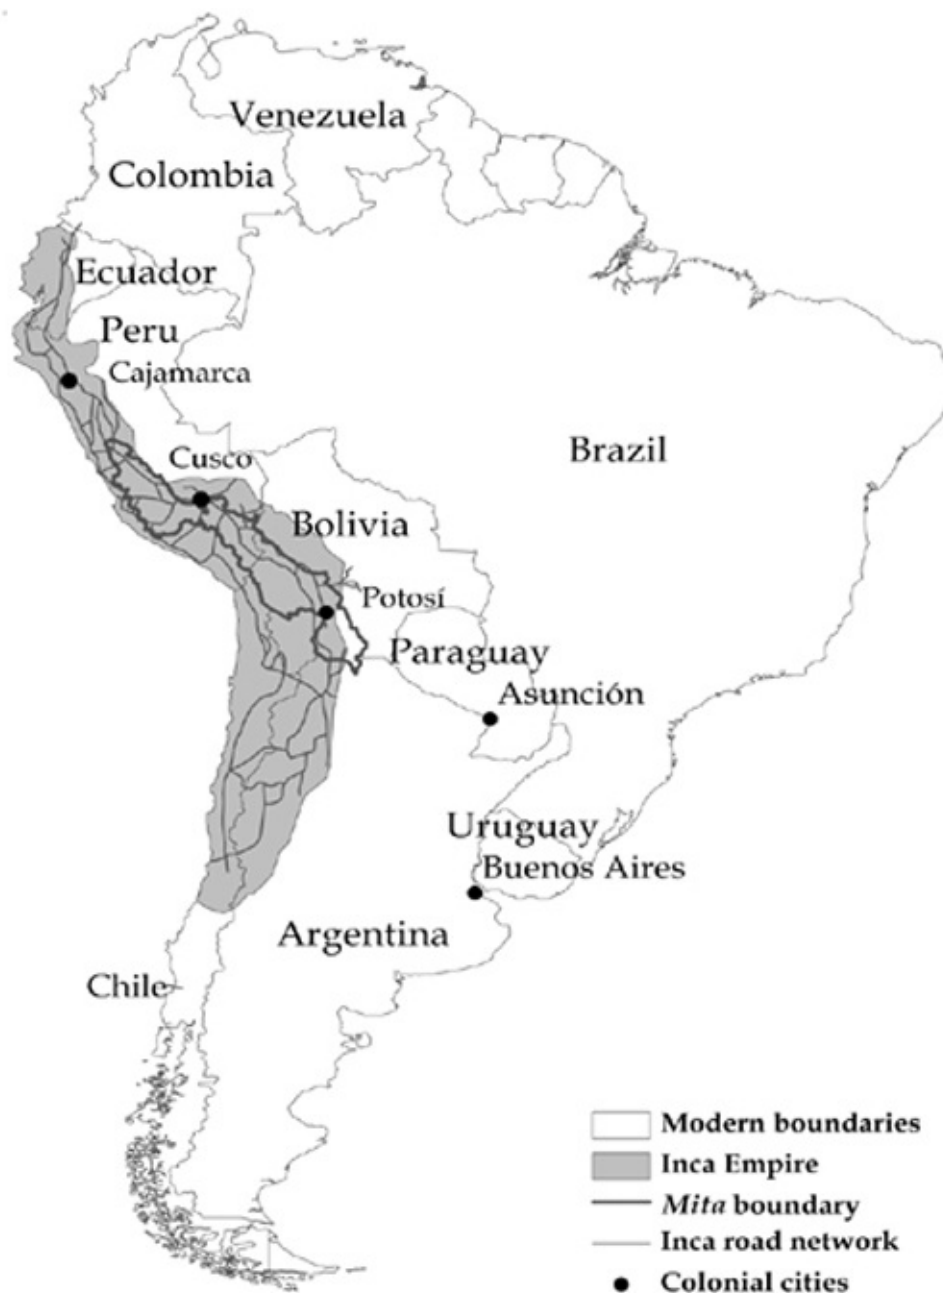 Venezuela
Colombia
Ecuador
Peru
Cajamarca
Cusco
Brazil
Bolivia
Potosí
Paraguay
Asunción
Uruguay
Buenos Aires
Argentina
Chile
Modern boundaries
Inca Empire
Mita boundary
Inca road network
Colonial cities